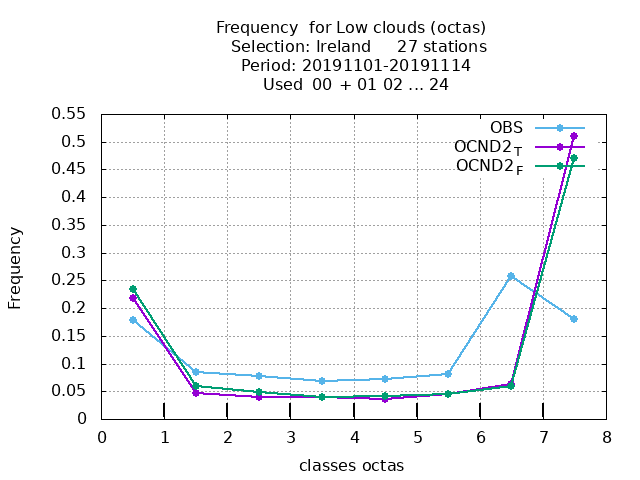 Frequency  for Low clouds (octas)
Selection: Ireland     27 stations
Period: 20191101-20191114
Used  00  + 01 02 ... 24
0.55
0.5
0.45
0.4
0.35
0.3
0.25
0.2
0.15
0.1
0.05
0
OBS
OCND2T
OCND2F
Frequency
0 1 2 3 4 5 6 7 8
classes octas